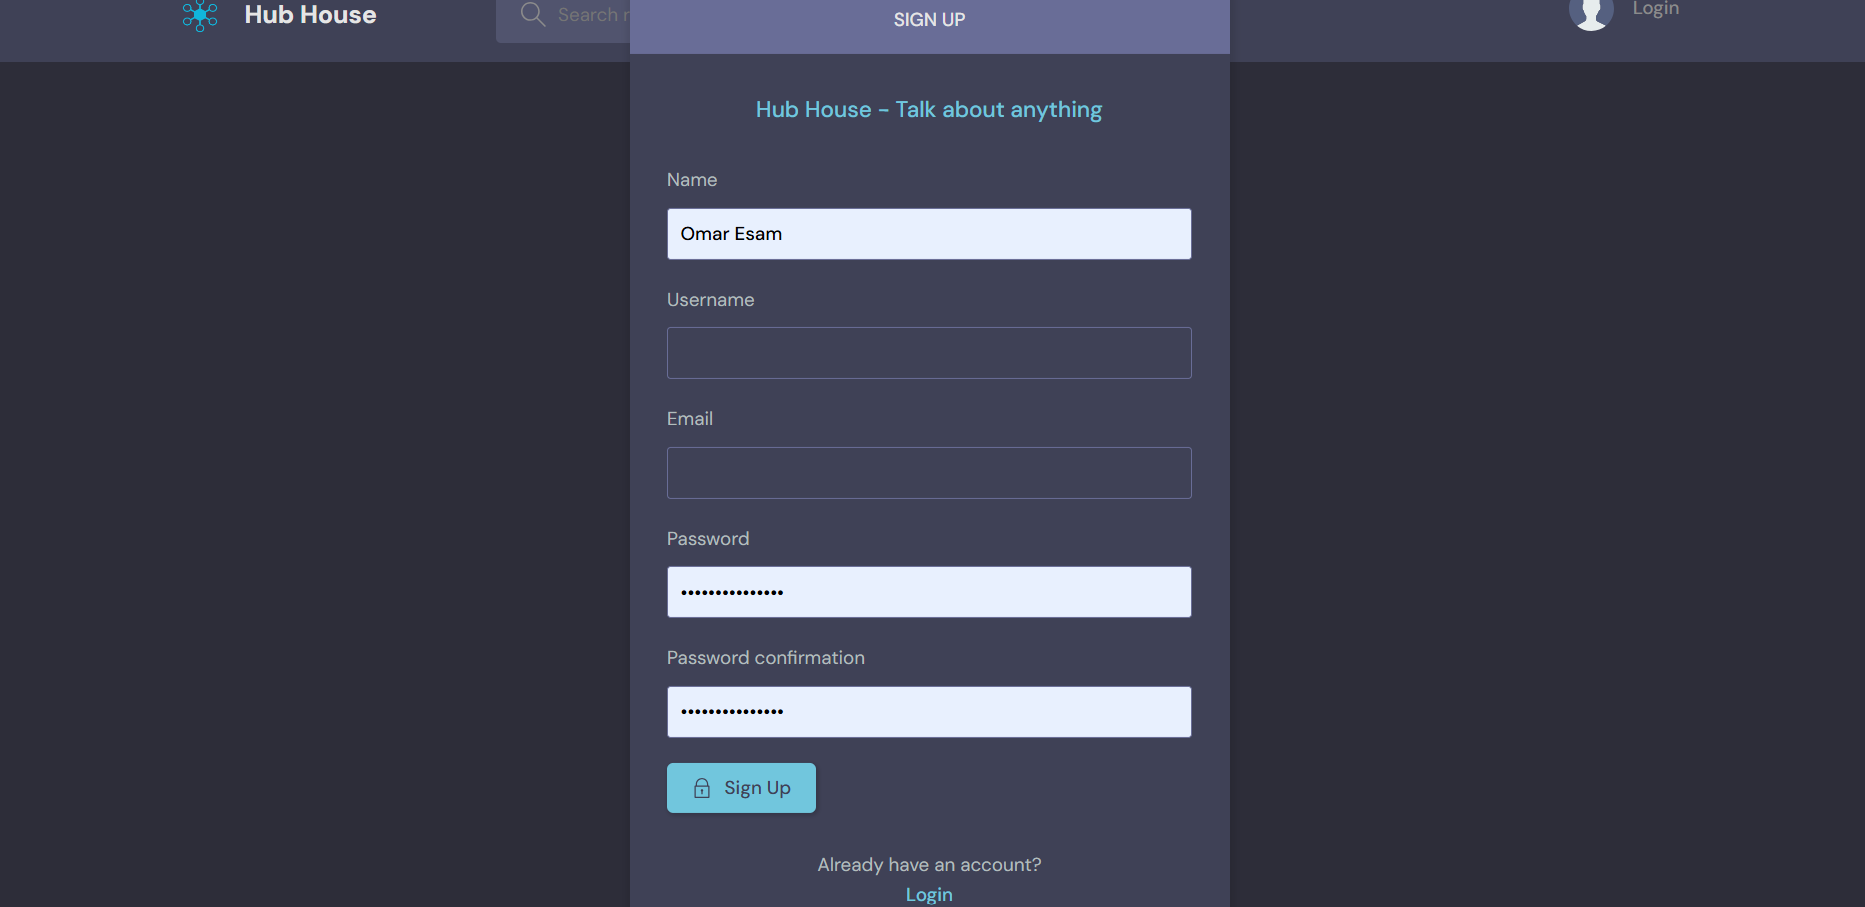 Hub House
Search
SIGN UP
Login
Hub House - Talk about anything
Name
Omar Esam
Username
Email
Password
•••••••••••••••
Password confirmation
•••••••••••••••
Sign Up
Already have an account?
Login